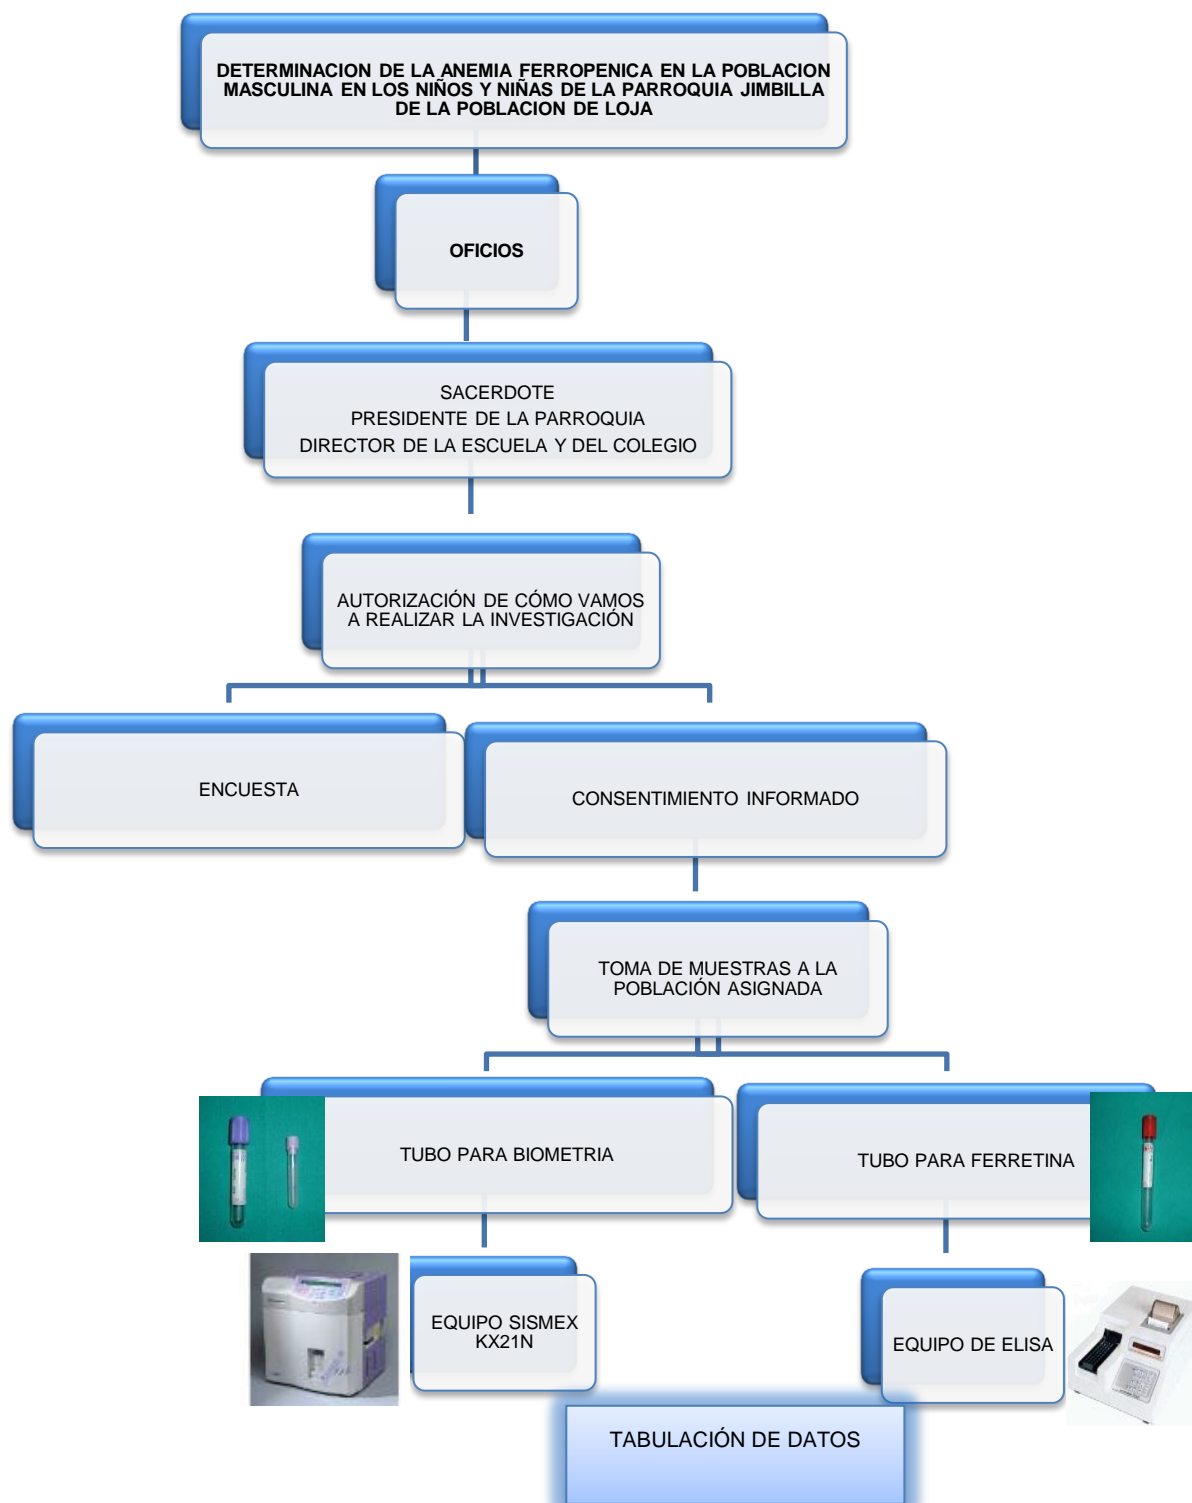 DETERMINACION DE LA ANEMIA FERROPENICA EN LA POBLACION
MASCULINA EN LOS NIÑOS Y NIÑAS DE LA PARROQUIA JIMBILLA
DE LA POBLACION DE LOJA
OFICIOS
SACERDOTE
PRESIDENTE DE LA PARROQUIA
DIRECTOR DE LA ESCUELA Y DEL COLEGIO
AUTORIZACIÓN DE CÓMO VAMOS
A REALIZAR LA INVESTIGACIÓN
ENCUESTA
CONSENTIMIENTO INFORMADO
TOMA DE MUESTRAS A LA
POBLACIÓN ASIGNADA
TUBO PARA BIOMETRIA
TUBO PARA FERRETINA
EQUIPO SISMEX
KX21N
EQUIPO DE ELISA
TABULACIÓN DE DATOS